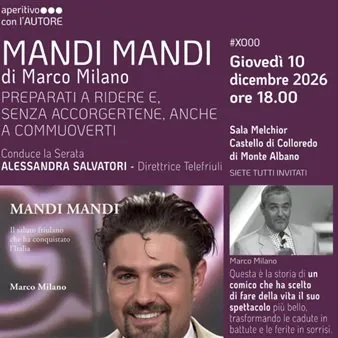 aperitivo
con l'AUTORE
MANDI MANDI
di Marco Milano
PREPARATI A RIDERE E,
SENZA ACCORGERTENE, ANCHE
A COMMUOVERTI
Conduce la Serata
ALESSANDRA SALVATORI - Direttrice Telefriuli
#XOOO
Giovedì 10
dicembre 2026
ore 18.00
Sala Melchior
Castello di Colloredo
di Monte Albano
SIETE TUTTI INVITATI
MANDI MANDI
Il saluto friulano
che ha conquistato
l'Italia
Marco Milano
Marco Milano
Questa è la storia di un
comico che ha scelto
di fare della vita il suo
spettacolo più bello,
trasformando le cadute in
battute e le ferite in sorrisi.